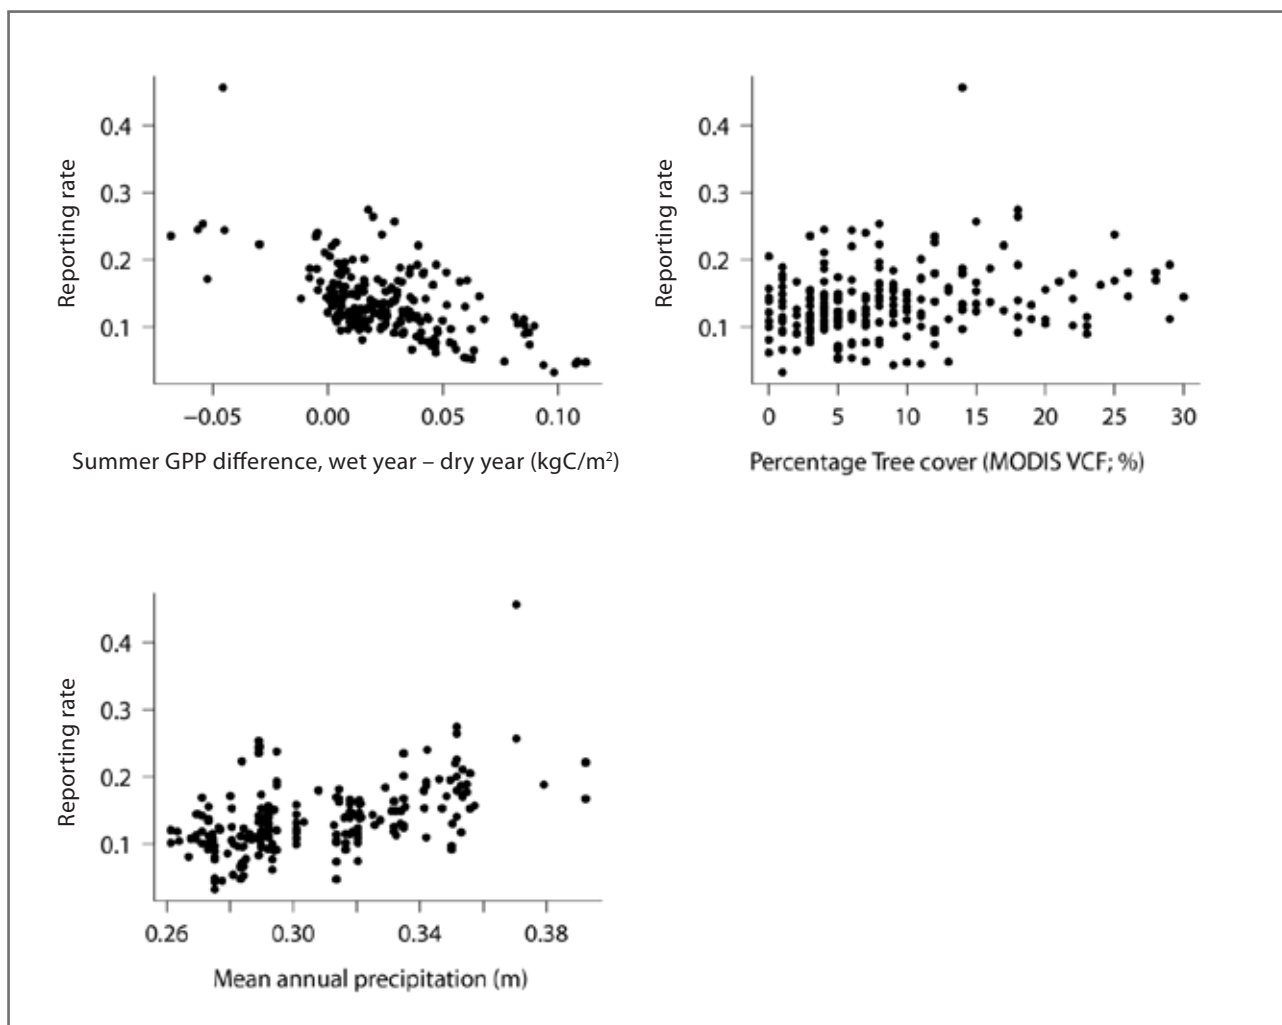 Reporting rate
0.4
0.3
0.2
0.1
−0.05 0.00 0.05 0.10
Summer GPP difference, wet year – dry year (kgC/m²)
Reporting rate
0.4
0.3
0.2
0.1
0 5 10 15 20 25 30
Percentage Tree cover (MODIS VCF; %)
Reporting rate
0.4
0.3
0.2
0.1
0.26 0.30 0.34 0.38
Mean annual precipitation (m)